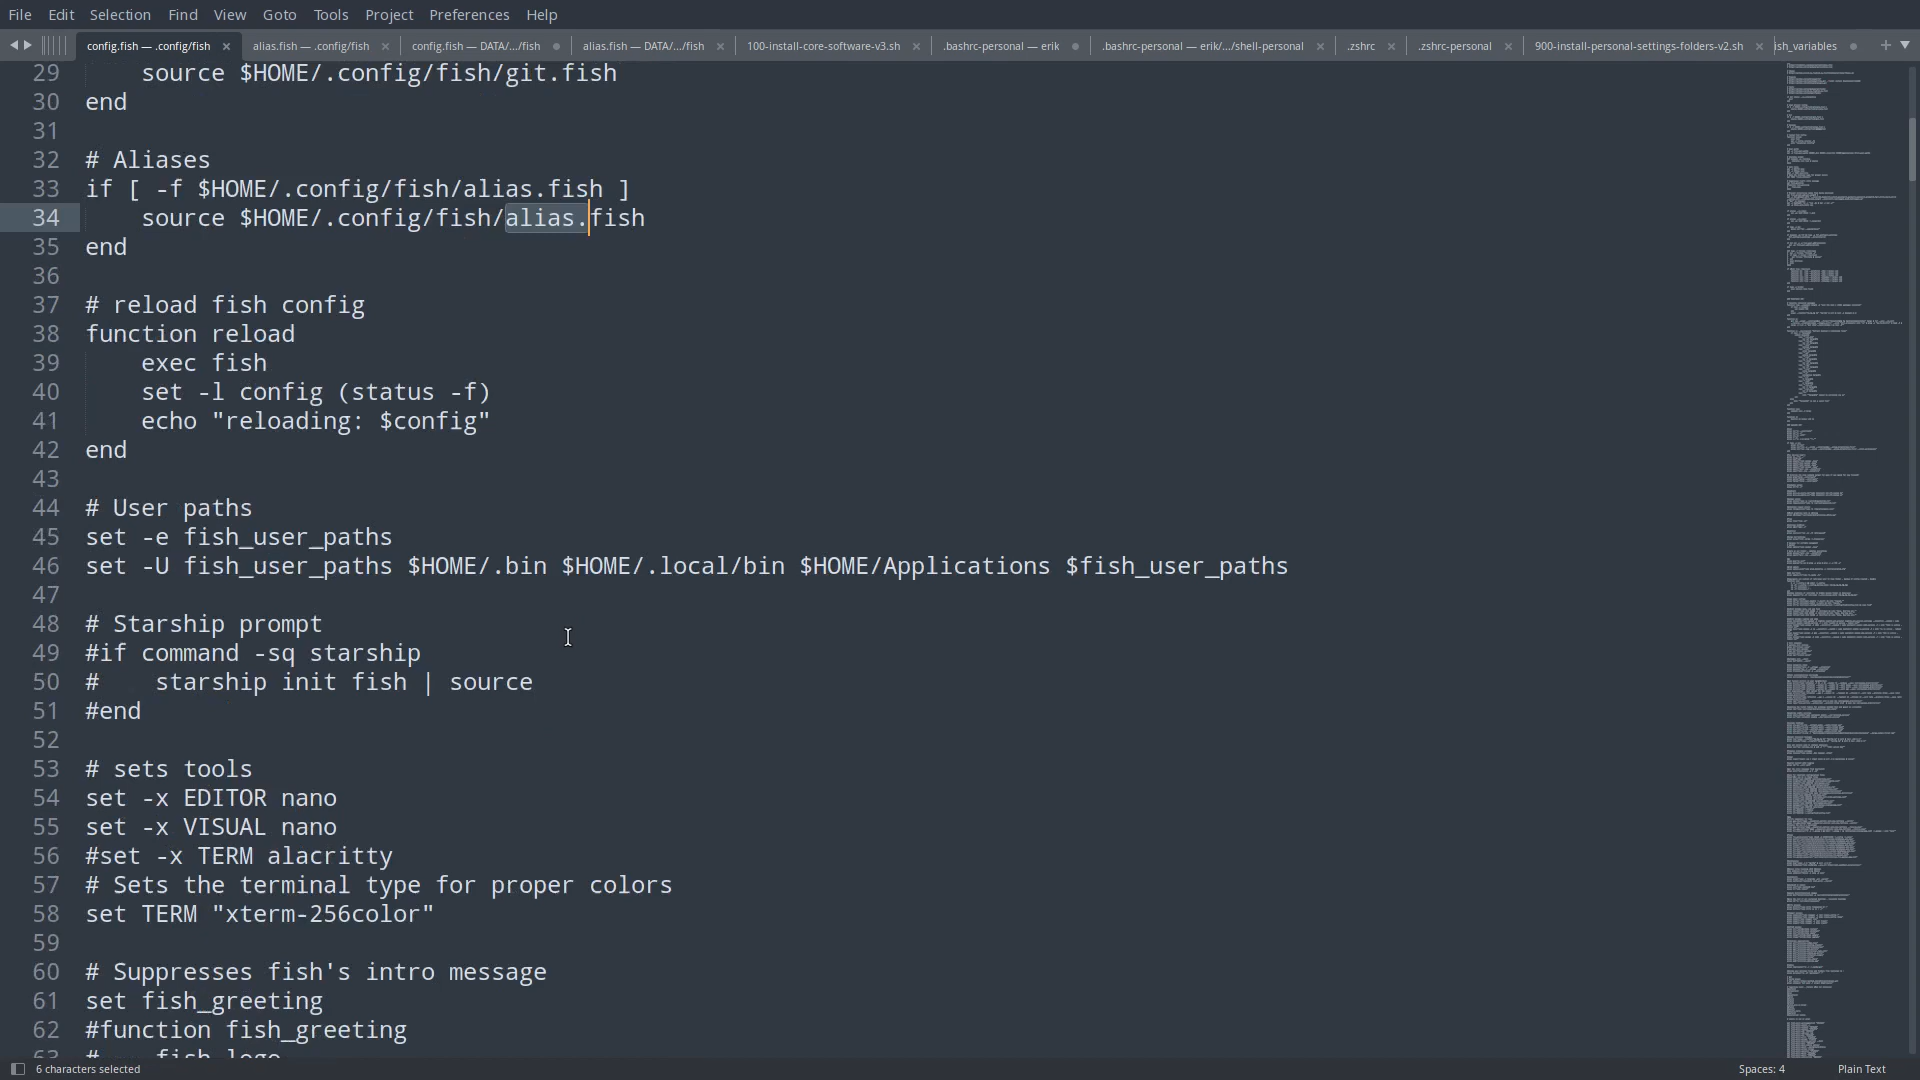 File Edit Selection Find View Goto Tools Project Preferences Help
config.fish — .config/fish × alias.fish — .config/fish × config.fish — DATA/.../fish alias.fish — DATA/.../fish × 100-install-core-software-v3.sh × .bashrc-personal — erik .bashrc-personal — erik/.../shell-personal × .zshrc × .zshrc-personal × 900-install-personal-settings-folders-v2.sh × ish_variables
29 source $HOME/.config/fish/git.fish
30 end
31
32 # Aliases
33 if [ -f $HOME/.config/fish/alias.fish ]
34 source $HOME/.config/fish/alias.fish
35 end
36
37 # reload fish config
38 function reload
39 exec fish
40 set -l config (status -f)
41 echo "reloading: $config"
42 end
43
44 # User paths
45 set -e fish_user_paths
46 set -U fish_user_paths $HOME/.bin $HOME/.local/bin $HOME/Applications $fish_user_paths
47
48 # Starship prompt
49 #if command -sq starship
50 #    starship init fish | source
51 #end
52
53 # sets tools
54 set -x EDITOR nano
55 set -x VISUAL nano
56 #set -x TERM alacritty
57 # Sets the terminal type for proper colors
58 set TERM "xterm-256color"
59
60 # Suppresses fish's intro message
61 set fish_greeting
62 #function fish_greeting
63 #    fish_logo
6 characters selected Spaces: 4 Plain Text